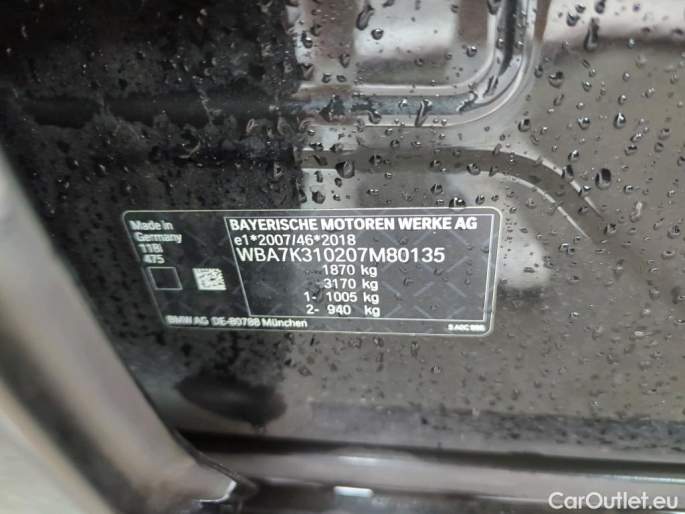 Made in
Germany
118i
475
BAYERISCHE MOTOREN WERKE AG
e1*2007/46*2018
WBA7K310207M80135
1870 kg
3170 kg
1- 1005 kg
2- 940 kg
BMW AG DE-80788 München
CarOutlet.eu